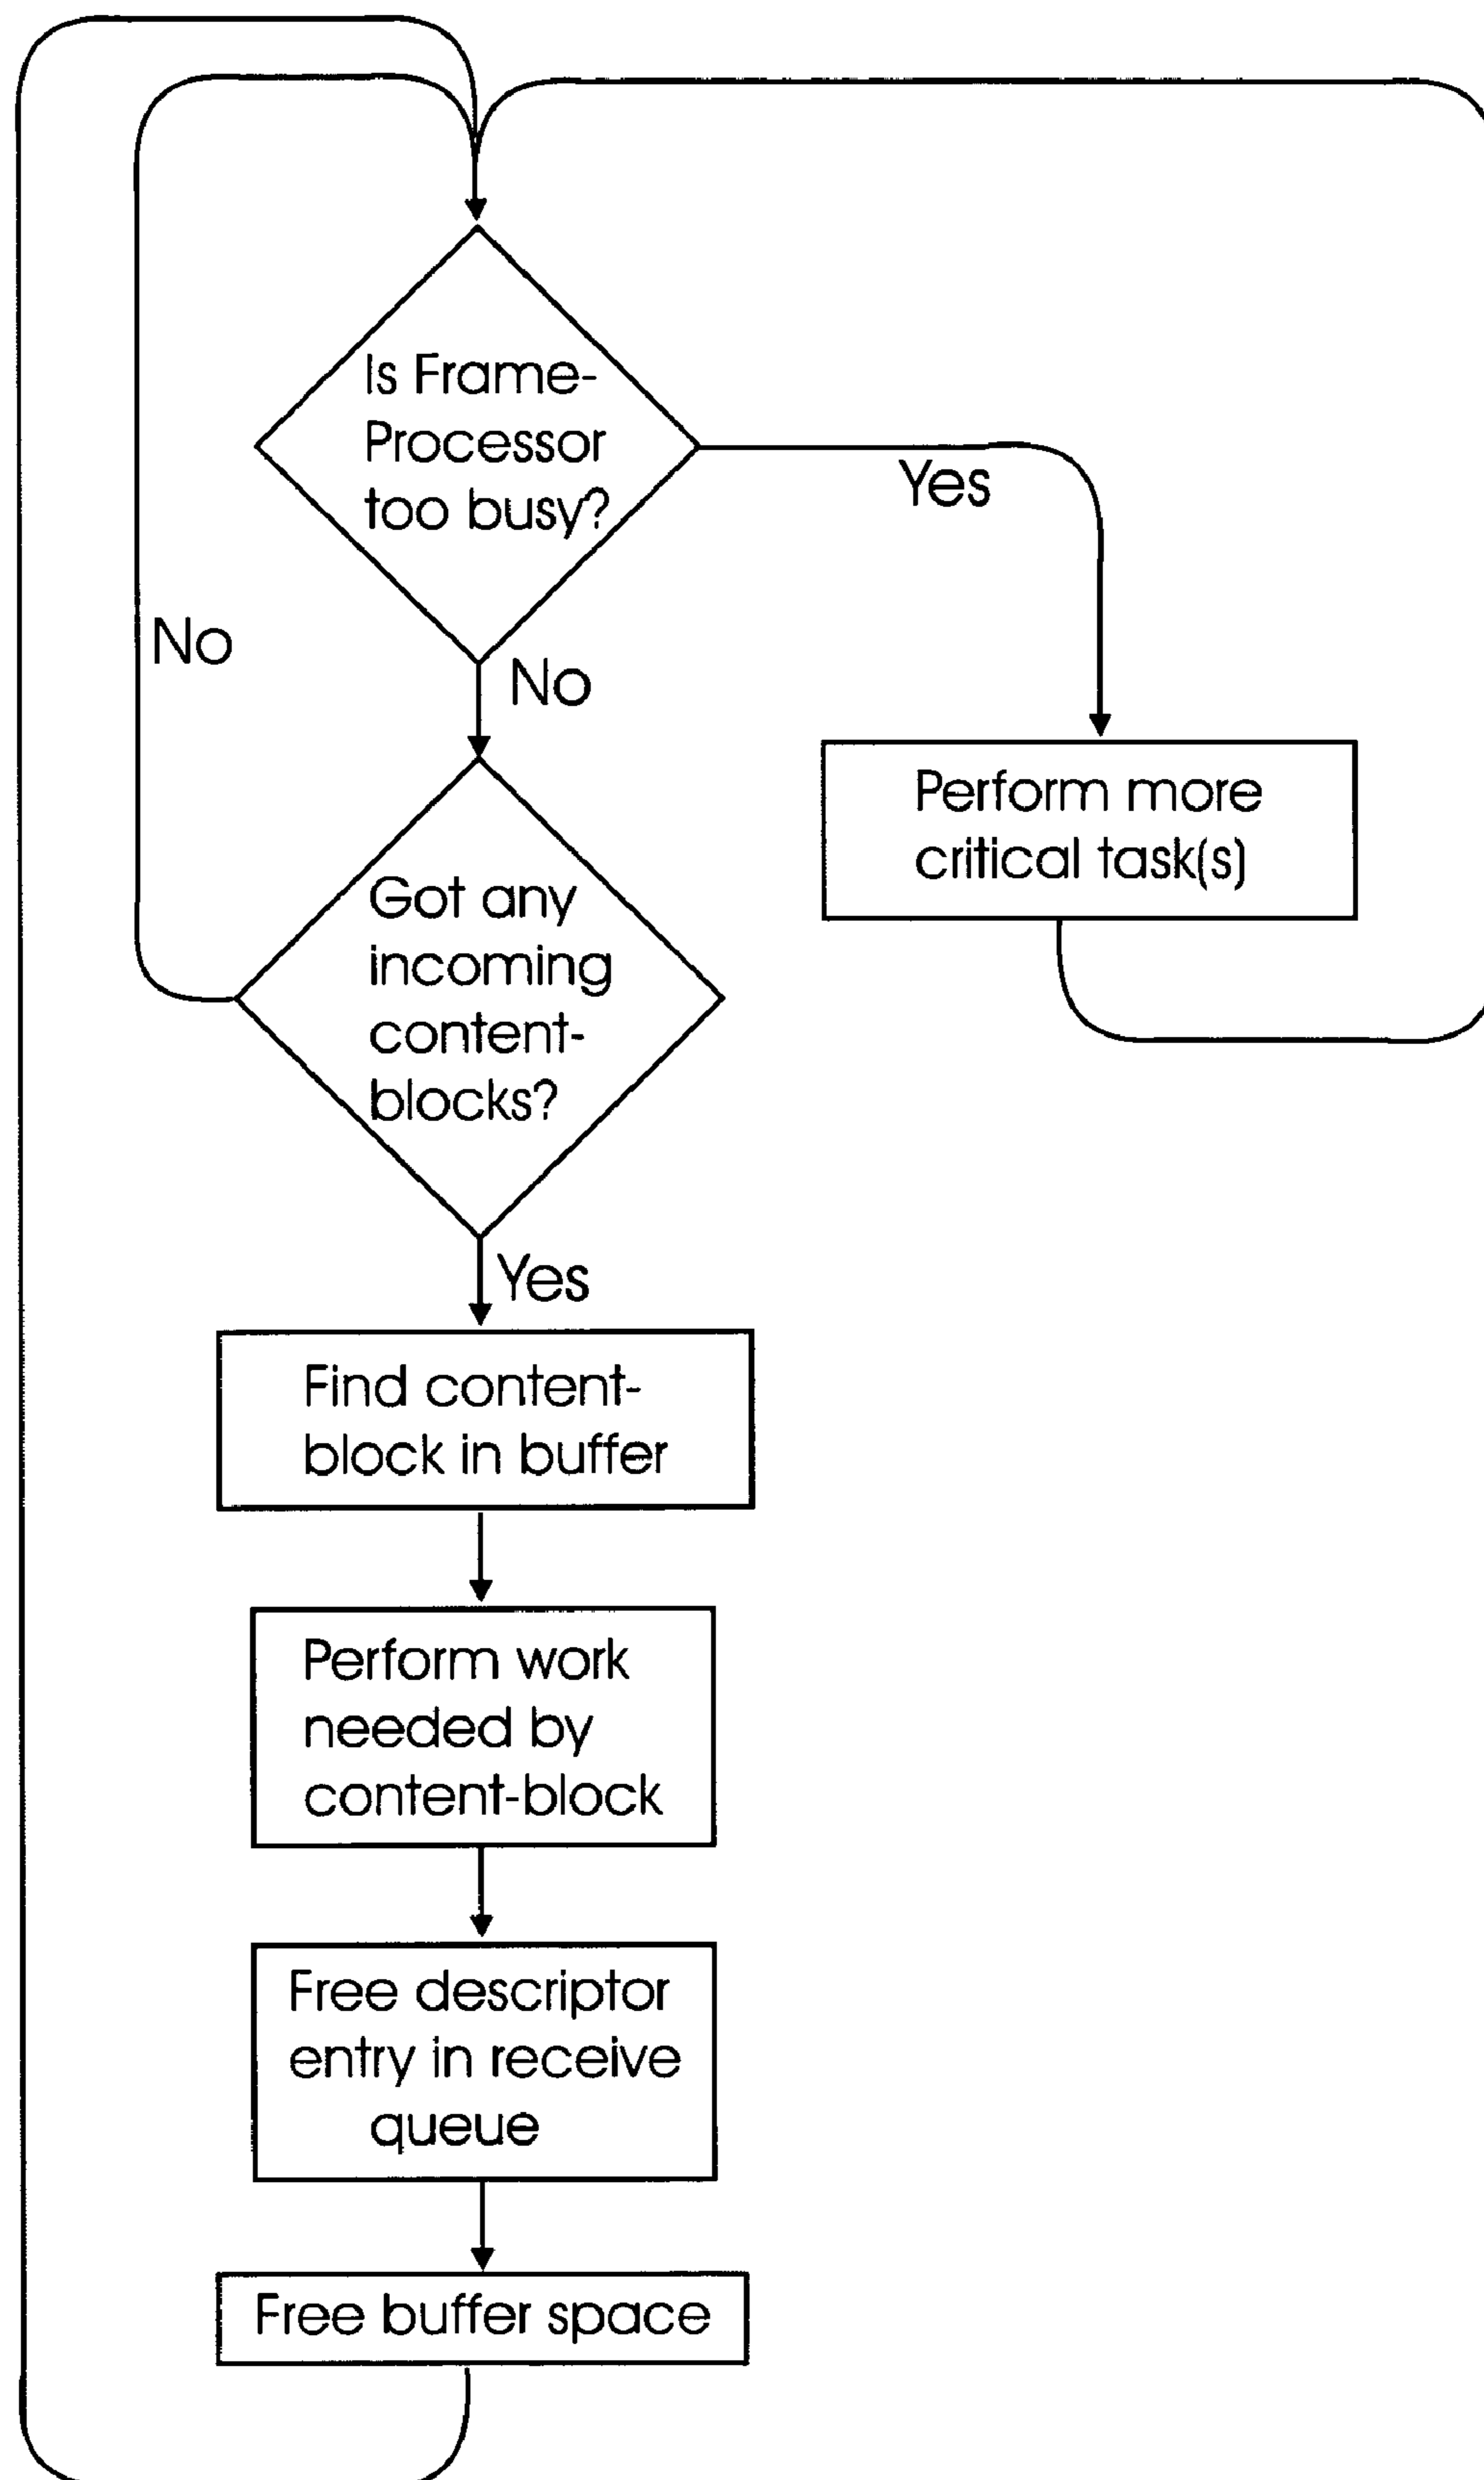 Is Frame-
Processor
too busy?
Yes
No
No
Perform more
critical task(s)
Got any
incoming
content-
blocks?
Yes
Find content-
block in buffer
Perform work
needed by
content-block
Free descriptor
entry in receive
queue
Free buffer space